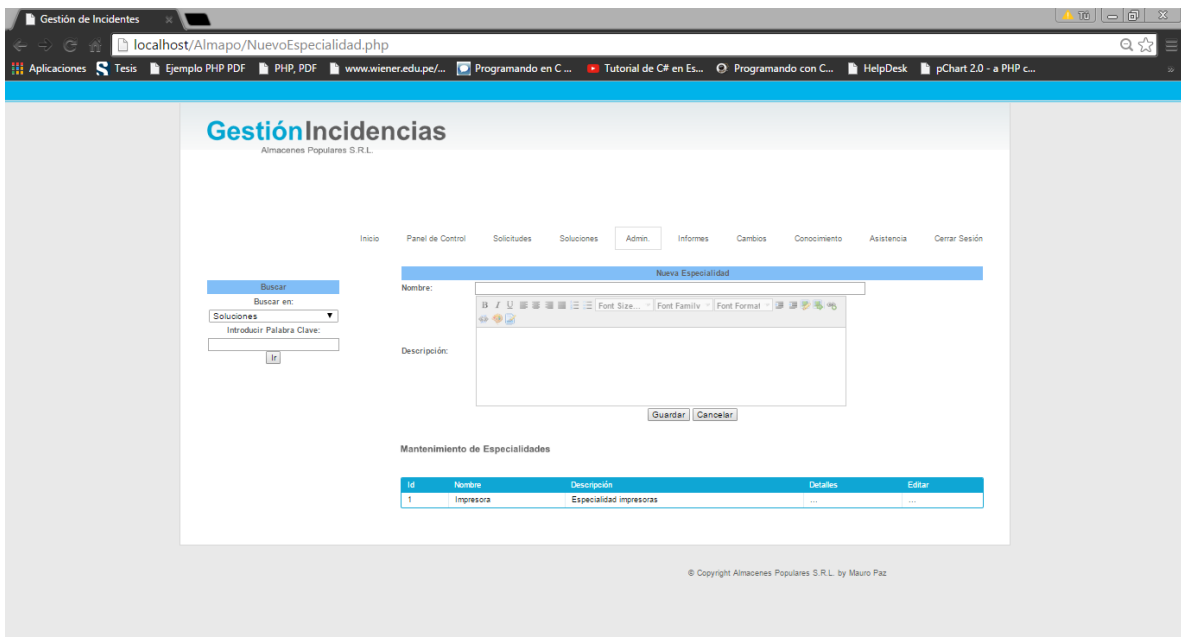 Gestión de Incidentes
Tú
localhost/Almapo/NuevoEspecialidad.php
Aplicaciones Tesis Ejemplo PHP PDF PHP, PDF www.wiener.edu.pe/... Programando en C ... Tutorial de C# en Es... Programando con C... HelpDesk pChart 2.0 - a PHP c... »
GestiónIncidencias
Almacenes Populares S.R.L.
Inicio Panel de Control Solicitudes Soluciones Admin. Informes Cambios Conocimiento Asistencia Cerrar Sesión
Buscar
Buscar en:
Soluciones
Introducir Palabra Clave:
Ir
Nueva Especialidad
Nombre:
B I U Font Size... Font Family Font Format
Descripción:
Guardar Cancelar
Mantenimiento de Especialidades
Id Nombre Descripción Detalles Editar
1 Impresora Especialidad impresoras ... ...
© Copyright Almacenes Populares S.R.L. by Mauro Paz